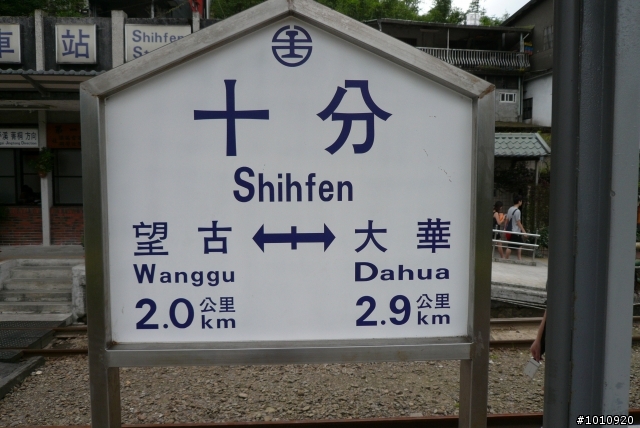 車站
Shihfen
十分
Shihfen
望古 ⟷ 大華
Wanggu Dahua
2.0公里 km 2.9公里 km
#1010920